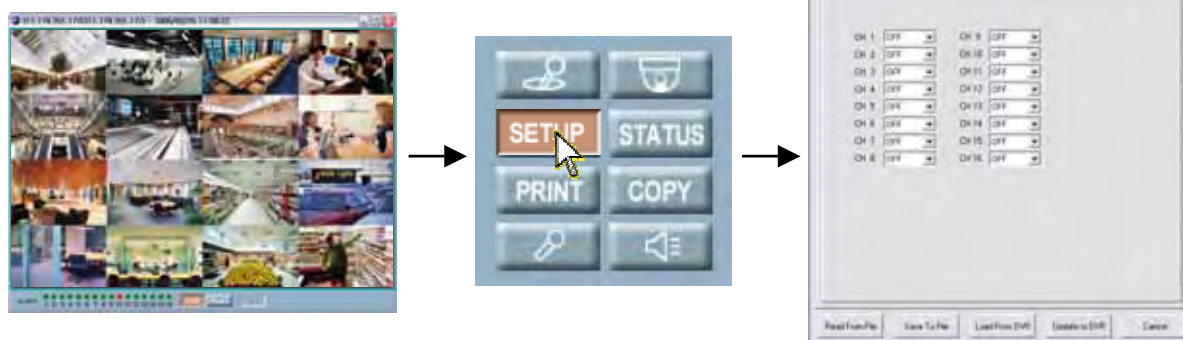 SETUP STATUS
PRINT COPY
CH 1 OFF CH 9 OFF
CH 2 OFF CH 10 OFF
CH 3 OFF CH 11 OFF
CH 4 OFF CH 12 OFF
CH 5 OFF CH 13 OFF
CH 6 OFF CH 14 OFF
CH 7 OFF CH 15 OFF
CH 8 OFF CH 16 OFF
Read From File Save To File Load From DVR Update to DVR Cancel